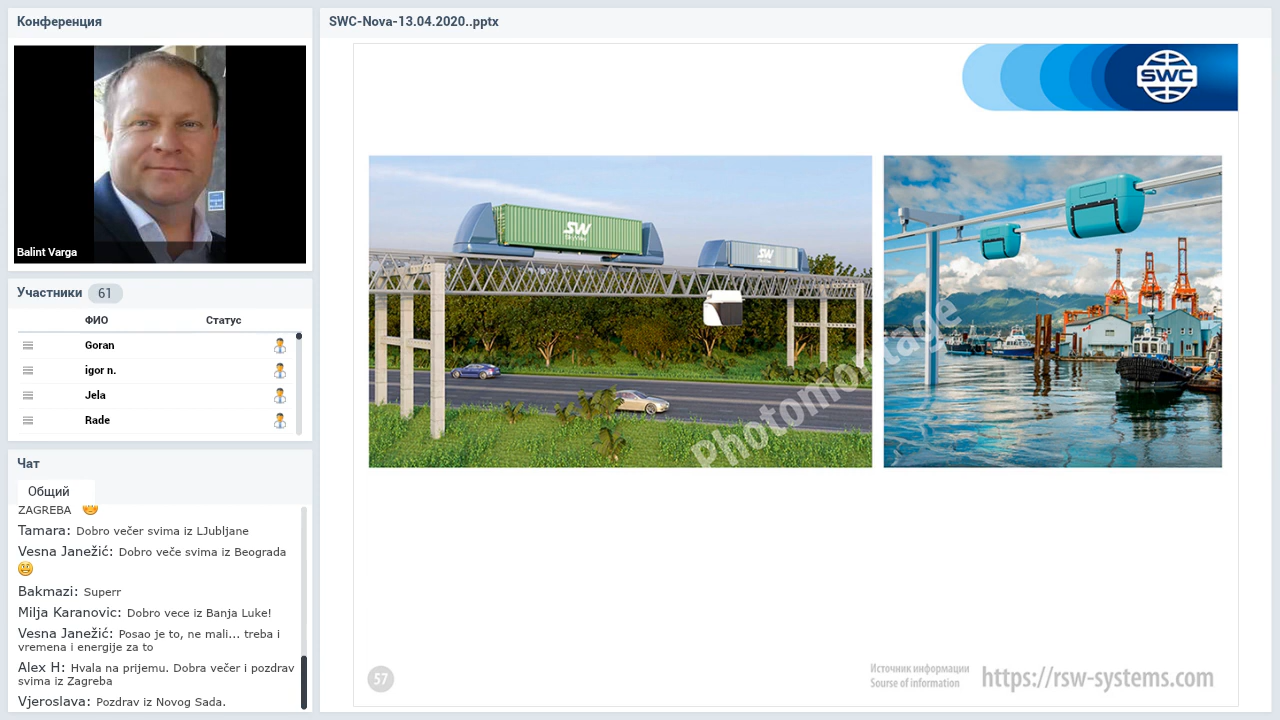 Конференция
Balint Varga
Участники 61
ФИО Статус
Goran
igor n.
Jela
Rade
Чат
Общий
ZAGREBA
Tamara: Dobro večer svima iz LJubljane
Vesna Janežić: Dobro veče svima iz Beograda
Bakmazi: Superr
Milja Karanovic: Dobro vece iz Banja Luke!
Vesna Janežić: Posao je to, ne mali... treba i
vremena i energije za to
Alex H: Hvala na prijemu. Dobra večer i pozdrav
svima iz Zagreba
Vjeroslava: Pozdrav iz Novog Sada.
SWC-Nova-13.04.2020..pptx
SWC
SW
SkyWay
SW
Photomontage
57
Источник информации
Sourse of information
https://rsw-systems.com